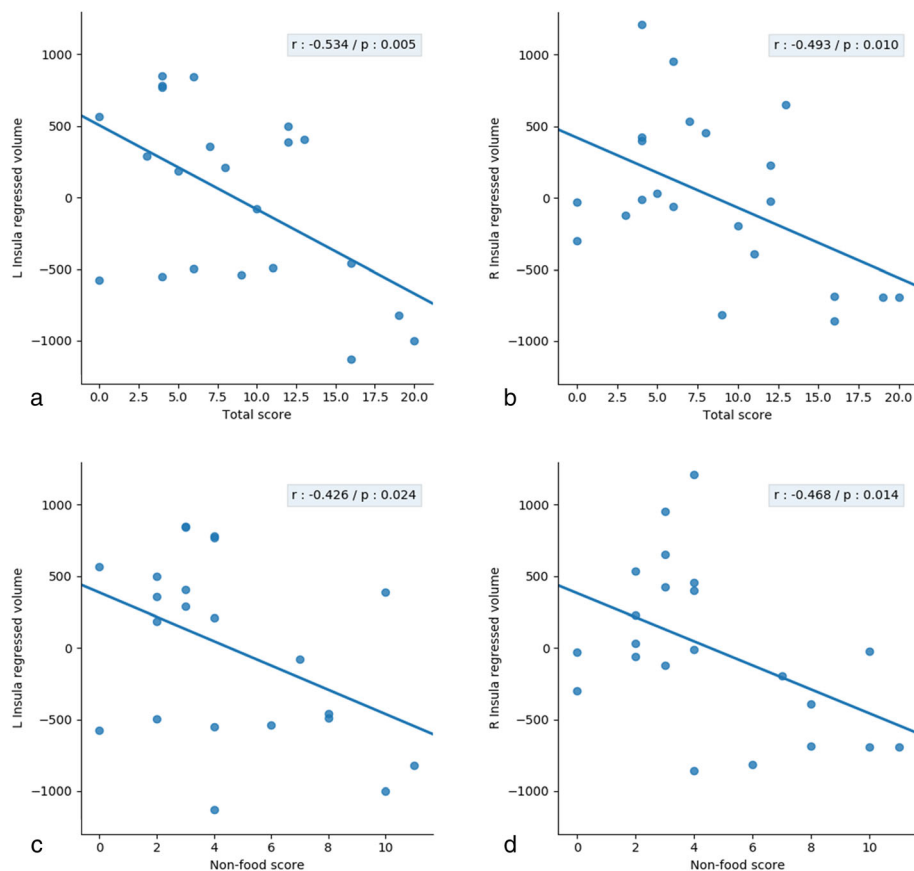 r : -0.534 / p : 0.005
1000
500
0
−500
−1000
L Insula regressed volume
0.0 2.5 5.0 7.5 10.0 12.5 15.0 17.5 20.0
Total score
a
r : -0.493 / p : 0.010
1000
500
0
−500
−1000
R Insula regressed volume
0.0 2.5 5.0 7.5 10.0 12.5 15.0 17.5 20.0
Total score
b
r : -0.426 / p : 0.024
1000
500
0
−500
−1000
L Insula regressed volume
0 2 4 6 8 10
Non-food score
c
r : -0.468 / p : 0.014
1000
500
0
−500
−1000
R Insula regressed volume
0 2 4 6 8 10
Non-food score
d